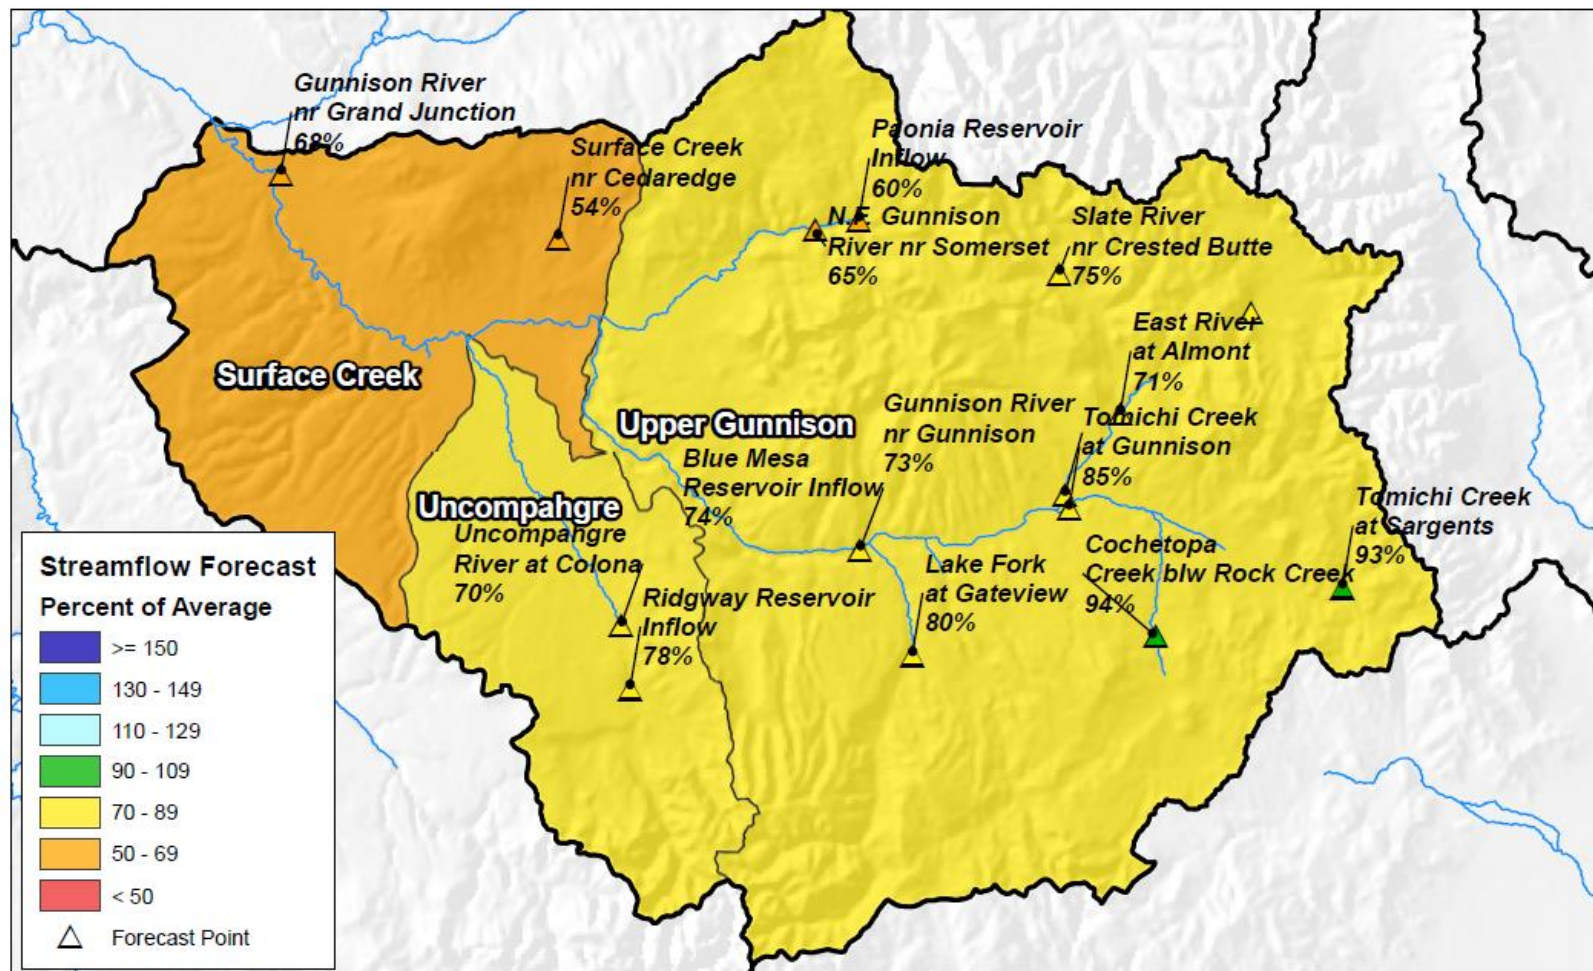 Gunnison River
nr Grand Junction
68%
Surface Creek
nr Cedaredge
54%
Paonia Reservoir
Inflow
60%
N.F. Gunnison
River nr Somerset
65%
Slate River
nr Crested Butte
75%
East River
at Almont
71%
Surface Creek
Upper Gunnison
Gunnison River
nr Gunnison
73%
Tomichi Creek
at Gunnison
85%
Blue Mesa
Reservoir Inflow
74%
Tomichi Creek
at Sargents
93%
Uncompahgre
Uncompahgre
River at Colona
70%
Ridgway Reservoir
Inflow
78%
Lake Fork
at Gateview
80%
Cochetopa
Creek blw Rock Creek
94%
Streamflow Forecast
Percent of Average
>= 150
130 - 149
110 - 129
90 - 109
70 - 89
50 - 69
< 50
Forecast Point